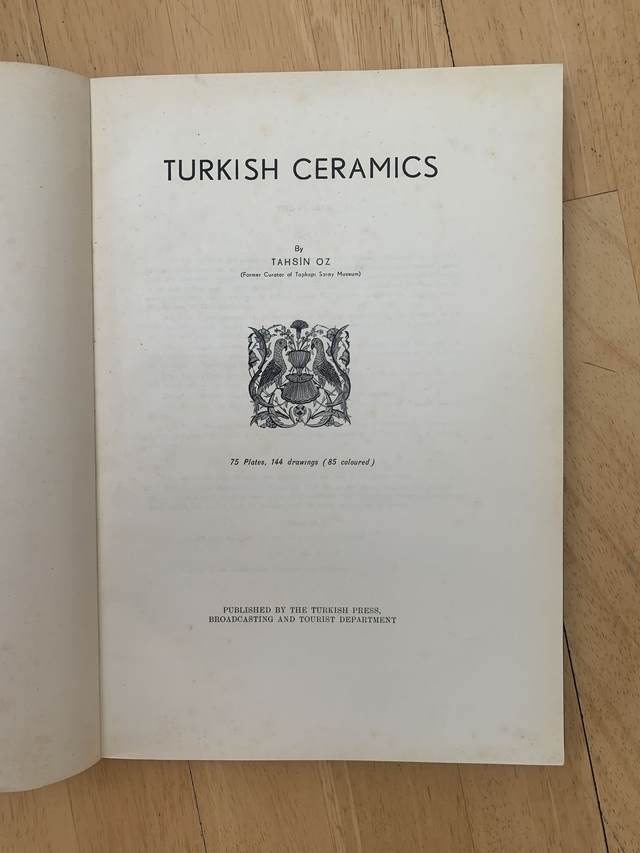 TURKISH CERAMICS
By
TAHSİN ÖZ
(Former Curator of Topkapı Saray Museum)
75 Plates, 144 drawings (85 coloured)
PUBLISHED BY THE TURKISH PRESS,
BROADCASTING AND TOURIST DEPARTMENT